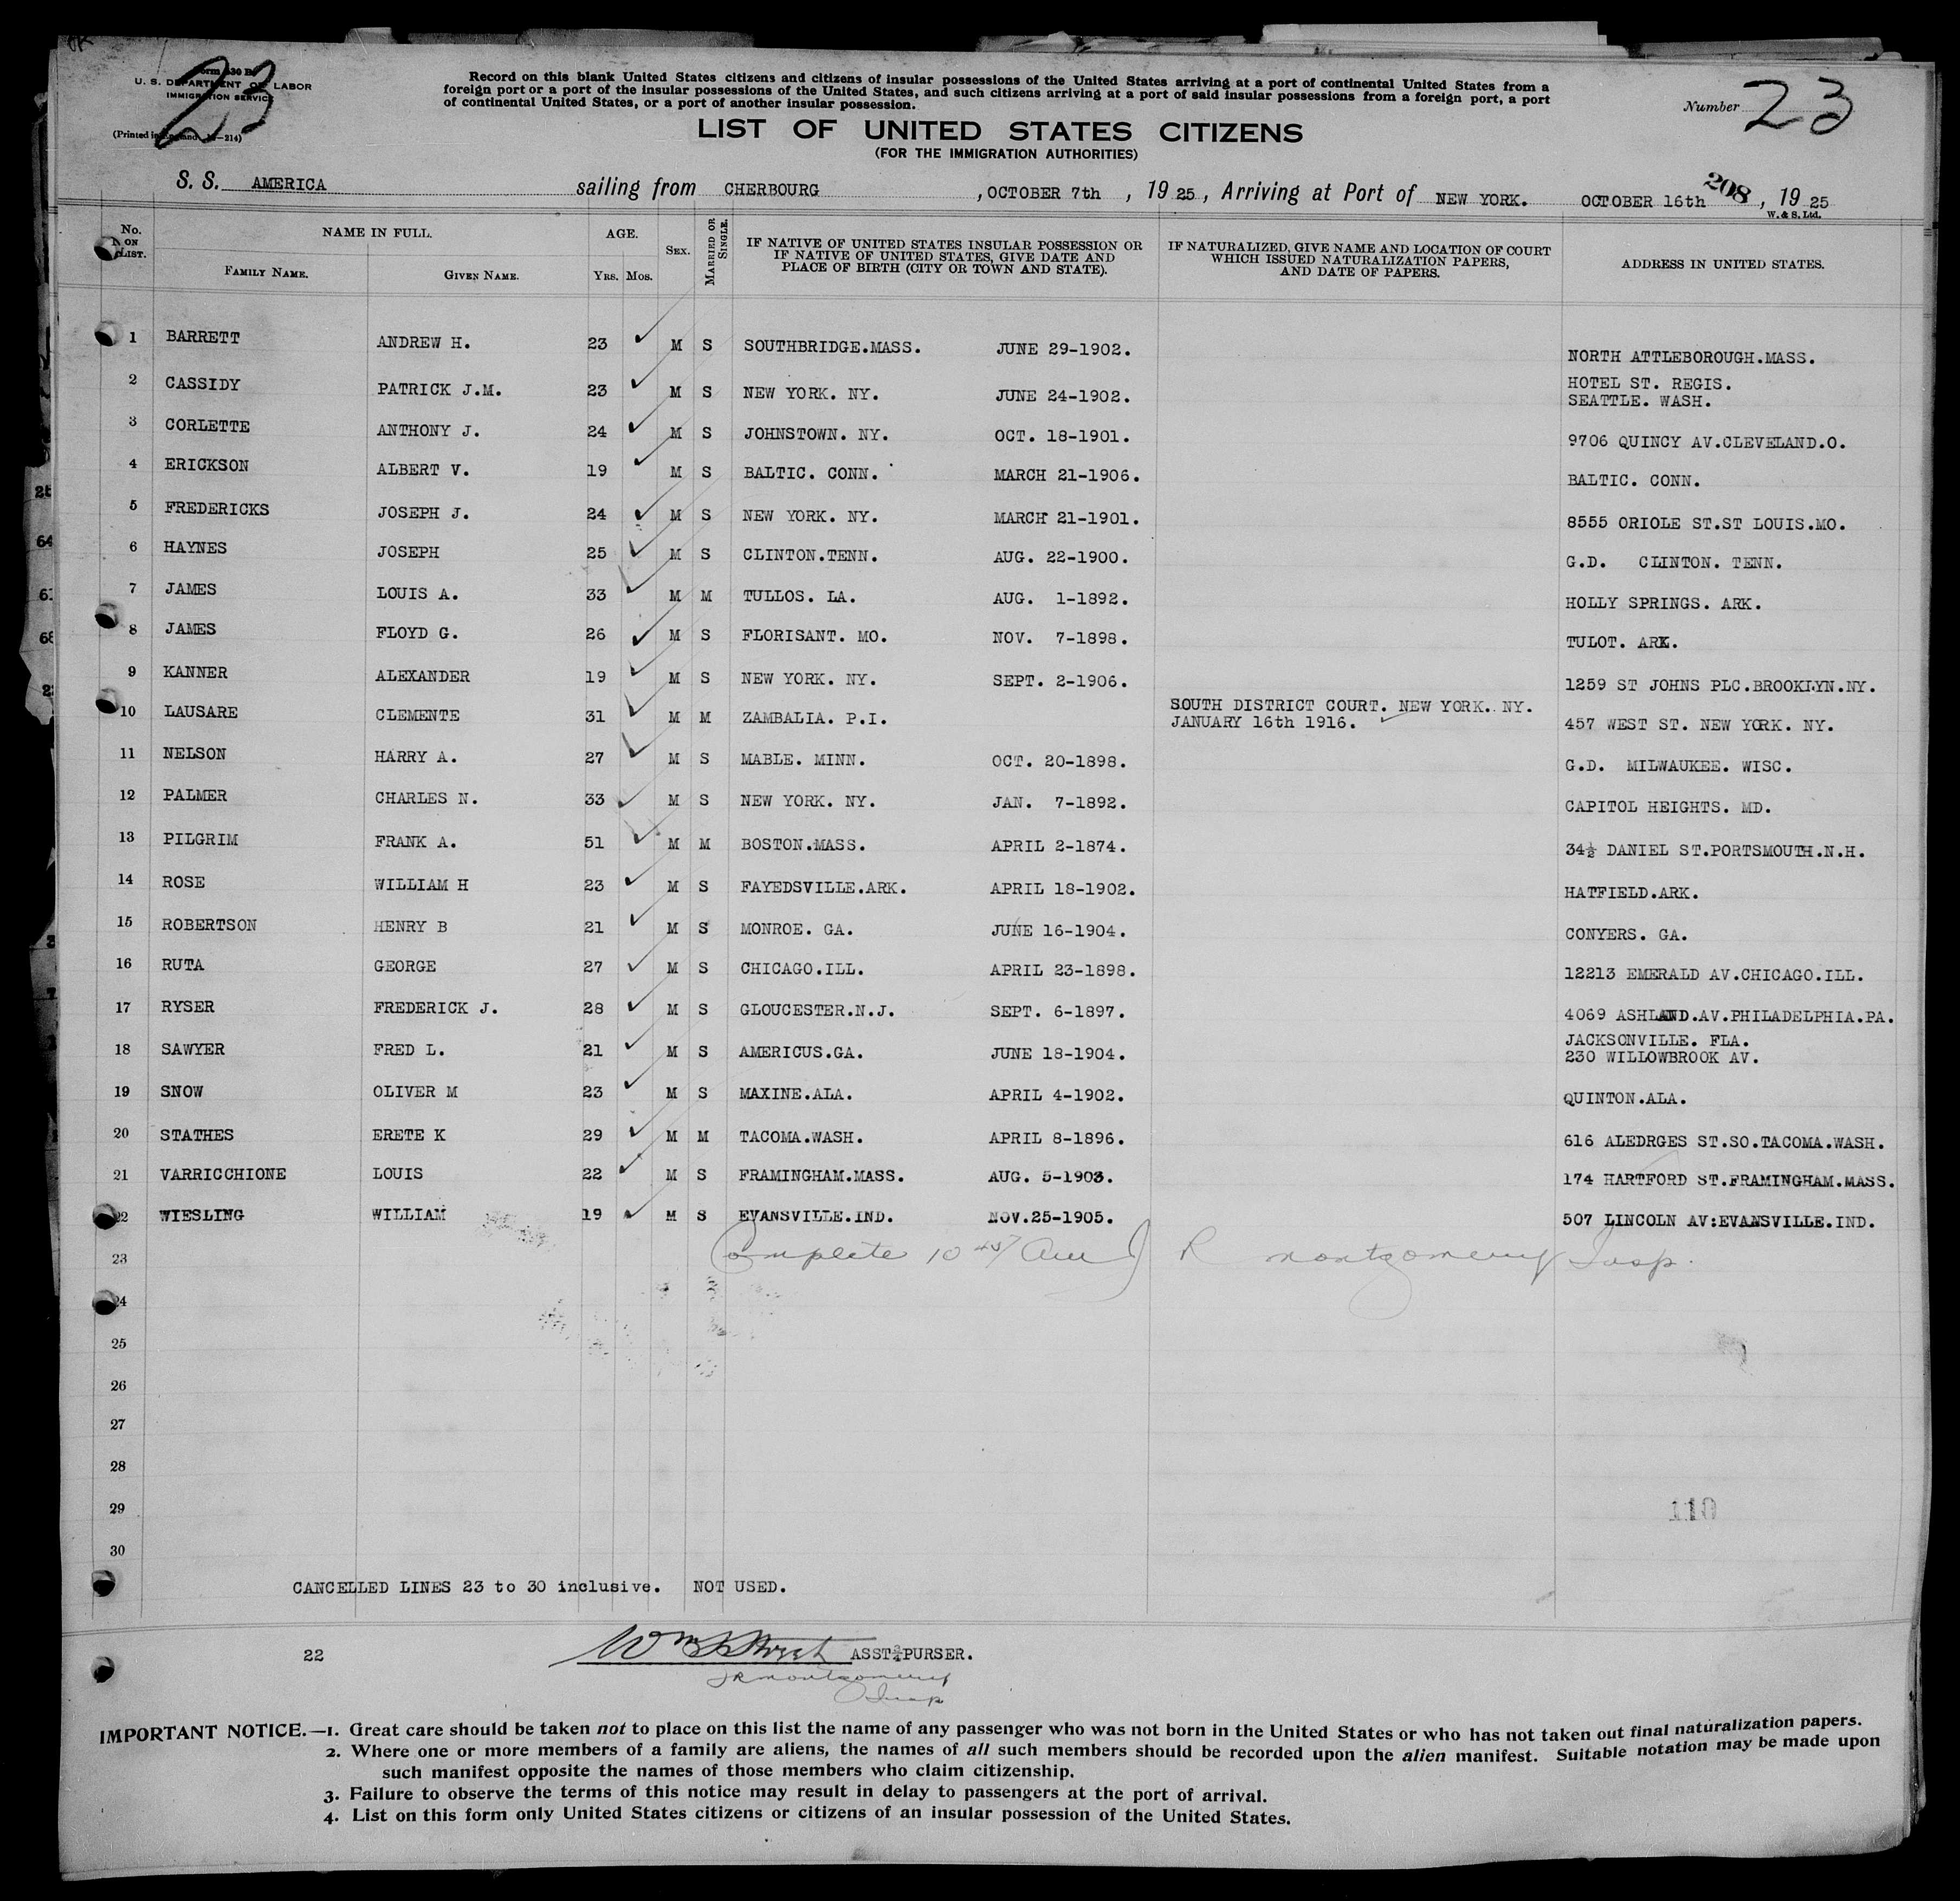 23
U. S. DEPARTMENT OF LABOR
IMMIGRATION SERVICE
Record on this blank United States citizens and citizens of insular possessions of the United States arriving at a port of continental United States from a
foreign port or a port of the insular possessions of the United States, and such citizens arriving at a port of said insular possessions from a foreign port, a port
of continental United States, or a port of another insular possession.
Number 23
LIST OF UNITED STATES CITIZENS
(FOR THE IMMIGRATION AUTHORITIES)
S. S. AMERICA sailing from CHERBOURG , OCTOBER 7th , 19 25 , Arriving at Port of NEW YORK. OCTOBER 16th 208 , 19 25
W. & S. Ltd.
No. ON LIST. NAME IN FULL. FAMILY NAME. GIVEN NAME. AGE. YRS. MOS. SEX. MARRIED OR SINGLE. IF NATIVE OF UNITED STATES INSULAR POSSESSION OR IF NATIVE OF UNITED STATES, GIVE DATE AND PLACE OF BIRTH (CITY OR TOWN AND STATE). IF NATURALIZED, GIVE NAME AND LOCATION OF COURT WHICH ISSUED NATURALIZATION PAPERS, AND DATE OF PAPERS. ADDRESS IN UNITED STATES.
1 BARRETT ANDREW H. 23 M S SOUTHBRIDGE.MASS. JUNE 29-1902. NORTH ATTLEBOROUGH.MASS.
2 CASSIDY PATRICK J.M. 23 M S NEW YORK. NY. JUNE 24-1902. HOTEL ST. REGIS.
SEATTLE. WASH.
3 CORLETTE ANTHONY J. 24 M S JOHNSTOWN. NY. OCT. 18-1901. 9706 QUINCY AV.CLEVELAND.O.
4 ERICKSON ALBERT V. 19 M S BALTIC. CONN. MARCH 21-1906. BALTIC. CONN.
5 FREDERICKS JOSEPH J. 24 M S NEW YORK. NY. MARCH 21-1901. 8555 ORIOLE ST.ST LOUIS.MO.
6 HAYNES JOSEPH 25 M S CLINTON.TENN. AUG. 22-1900. G.D. CLINTON. TENN.
7 JAMES LOUIS A. 33 M M TULLOS. LA. AUG. 1-1892. HOLLY SPRINGS. ARK.
8 JAMES FLOYD G. 26 M S FLORISANT. MO. NOV. 7-1898. TULOT. ARK.
9 KANNER ALEXANDER 19 M S NEW YORK. NY. SEPT. 2-1906. 1259 ST JOHNS PLC.BROOKLYN.NY.
10 LAUSARE CLEMENTE 31 M M ZAMBALIA. P.I. SOUTH DISTRICT COURT. NEW YORK. NY.
JANUARY 16th 1916. 457 WEST ST. NEW YORK. NY.
11 NELSON HARRY A. 27 M S MABLE. MINN. OCT. 20-1898. G.D. MILWAUKEE. WISC.
12 PALMER CHARLES N. 33 M S NEW YORK. NY. JAN. 7-1892. CAPITOL HEIGHTS. MD.
13 PILGRIM FRANK A. 51 M M BOSTON.MASS. APRIL 2-1874. 34½ DANIEL ST.PORTSMOUTH.N.H.
14 ROSE WILLIAM H 23 M S FAYEDSVILLE.ARK. APRIL 18-1902. HATFIELD.ARK.
15 ROBERTSON HENRY B 21 M S MONROE. GA. JUNE 16-1904. CONYERS. GA.
16 RUTA GEORGE 27 M S CHICAGO.ILL. APRIL 23-1898. 12213 EMERALD AV.CHICAGO.ILL.
17 RYSER FREDERICK J. 28 M S GLOUCESTER.N.J. SEPT. 6-1897. 4069 ASHLAND.AV.PHILADELPHIA.PA.
18 SAWYER FRED L. 21 M S AMERICUS.GA. JUNE 18-1904. JACKSONVILLE. FLA.
230 WILLOWBROOK AV.
19 SNOW OLIVER M 23 M S MAXINE.ALA. APRIL 4-1902. QUINTON.ALA.
20 STATHES ERETE K 29 M M TACOMA.WASH. APRIL 8-1896. 616 ALEDRGES ST.SO.TACOMA.WASH.
21 VARRICCHIONE LOUIS 22 M S FRAMINGHAM.MASS. AUG. 5-1903. 174 HARTFORD ST.FRAMINGHAM.MASS.
22 WIESLING WILLIAM 19 M S EVANSVILLE.IND. NOV.25-1905. 507 LINCOLN AV:EVANSVILLE.IND.
23 Complete 10 45 AM J R Montgomery Insp.
24
25
26
27
28
29 110
30
CANCELLED LINES 23 to 30 inclusive. NOT USED.
22 ASST PURSER.
JRMontgomery
Insp
IMPORTANT NOTICE.—1. Great care should be taken not to place on this list the name of any passenger who was not born in the United States or who has not taken out final naturalization papers.
2. Where one or more members of a family are aliens, the names of all such members should be recorded upon the alien manifest. Suitable notation may be made upon
such manifest opposite the names of those members who claim citizenship.
3. Failure to observe the terms of this notice may result in delay to passengers at the port of arrival.
4. List on this form only United States citizens or citizens of an insular possession of the United States.